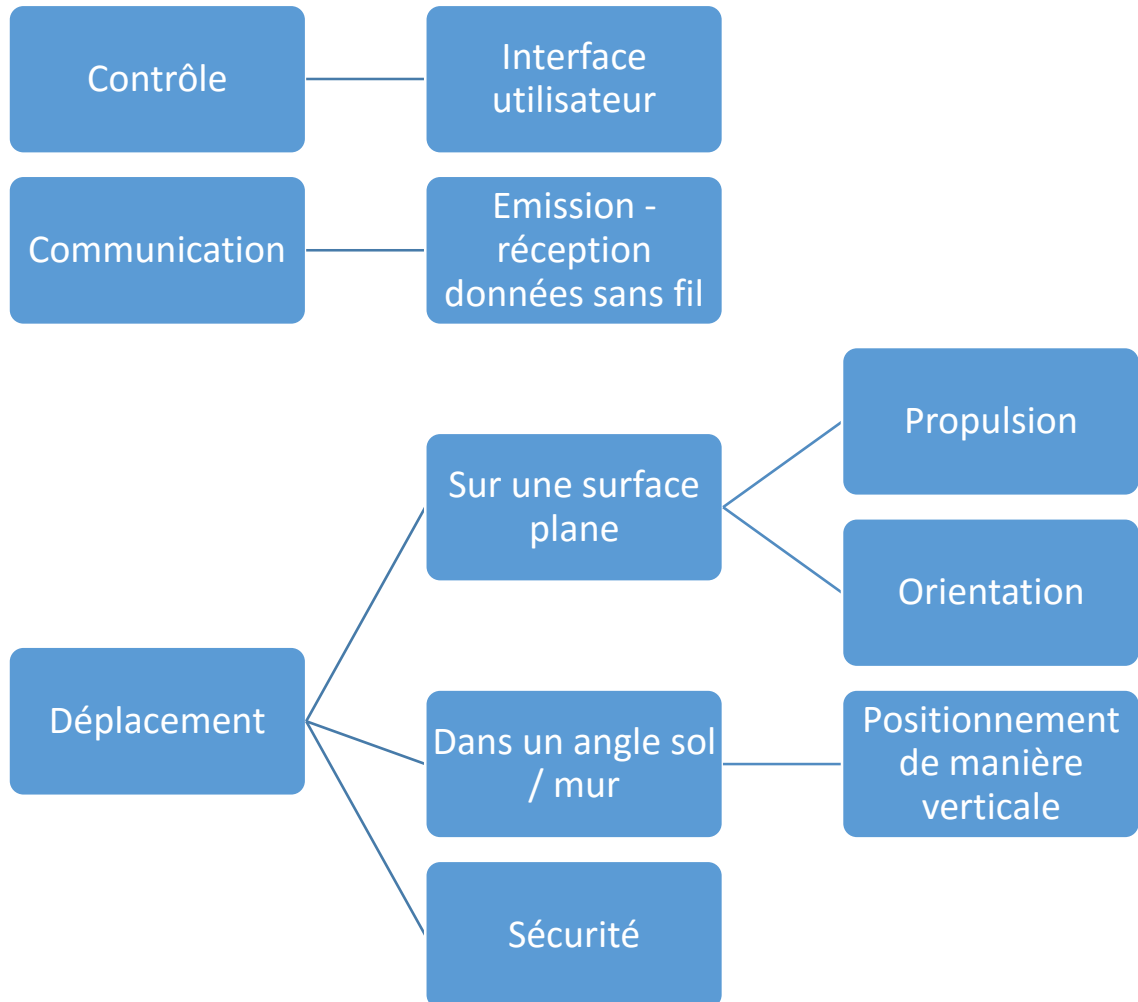 Contrôle
Interface
utilisateur
Communication
Emission -
réception
données sans fil
Déplacement
Sur une surface
plane
Propulsion
Orientation
Dans un angle sol
/ mur
Positionnement
de manière
verticale
Sécurité